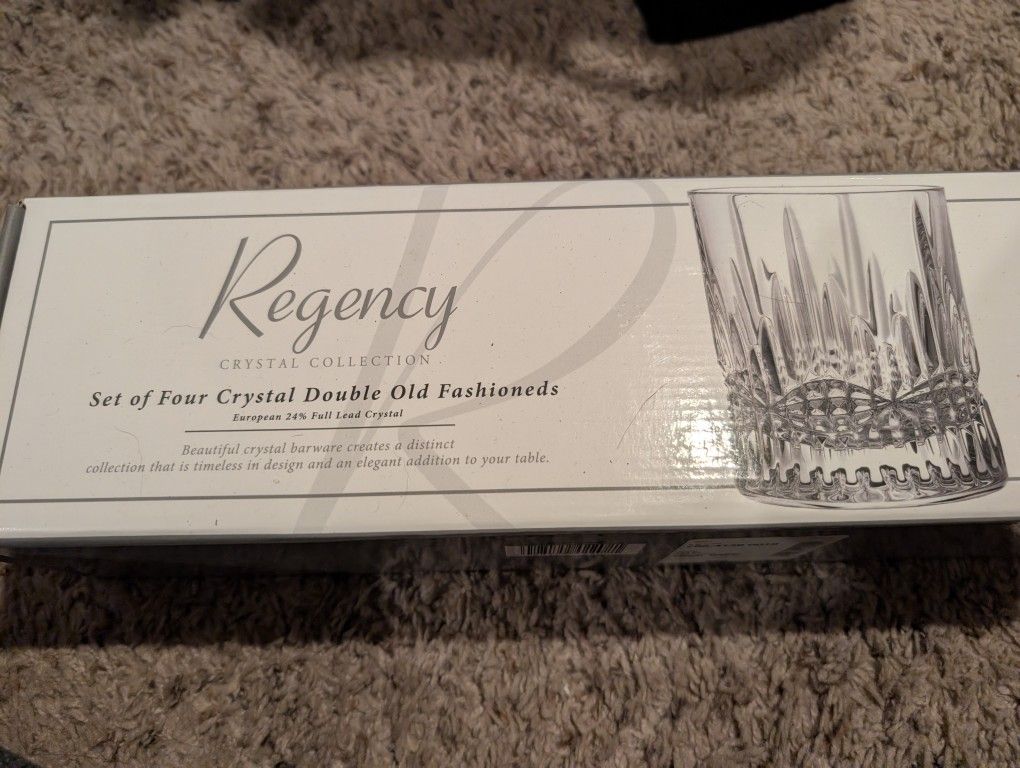 Regency
CRYSTAL COLLECTION
Set of Four Crystal Double Old Fashioneds
European 24% Full Lead Crystal
Beautiful crystal barware creates a distinct
collection that is timeless in design and an elegant addition to your table.
R